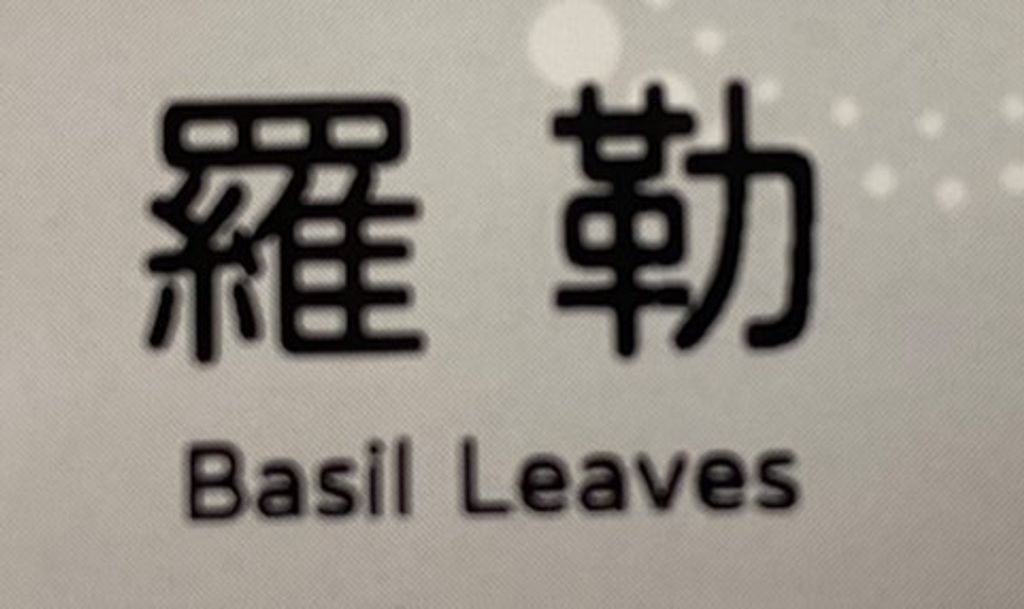 羅勒
Basil Leaves